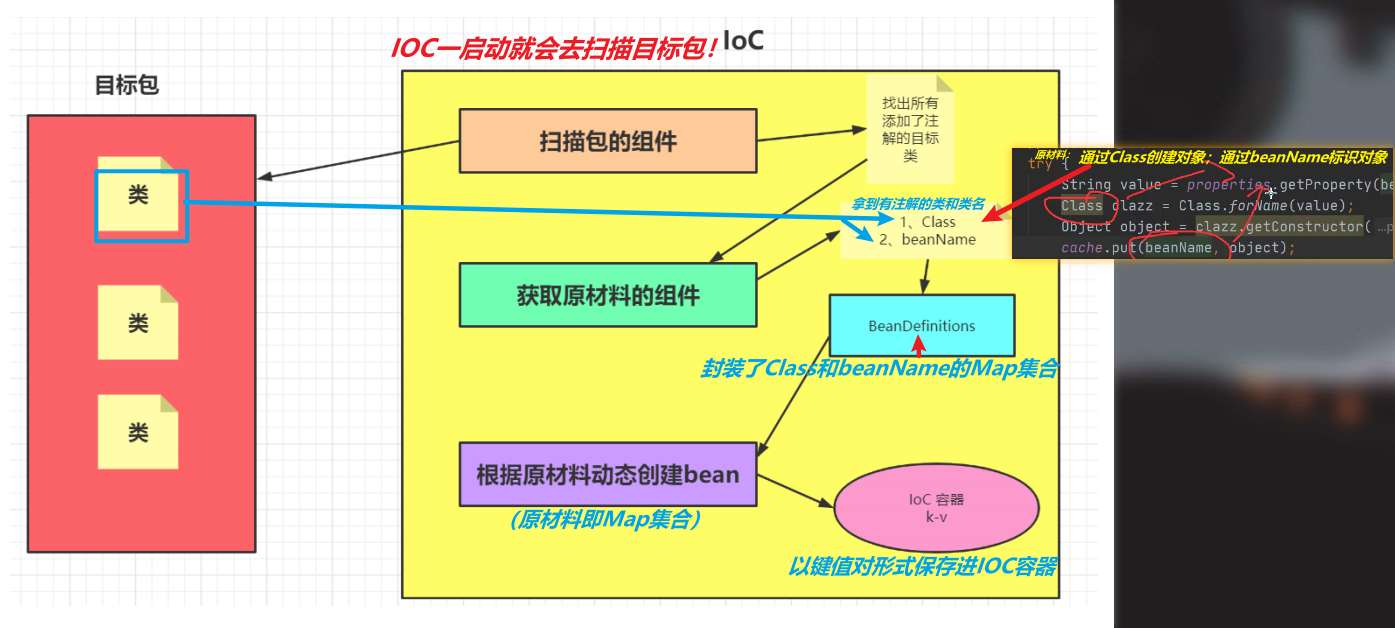 IOC一启动就会去扫描目标包！
IoC
目标包
类
类
类
扫描包的组件
找出所有
添加了注
解的目标
类
拿到有注解的类和类名
1、Class
2、beanName
获取原材料的组件
BeanDefinitions
封装了Class和beanName的Map集合
根据原材料动态创建bean
(原材料即Map集合)
IoC 容器
k-v
以键值对形式保存进IOC容器
原材料：通过Class创建对象；通过beanName标识对象
try {
String value = properties.getProperty(be
Class clazz = Class.forName(value);
Object object = clazz.getConstructor( …p
cache.put(beanName, object);